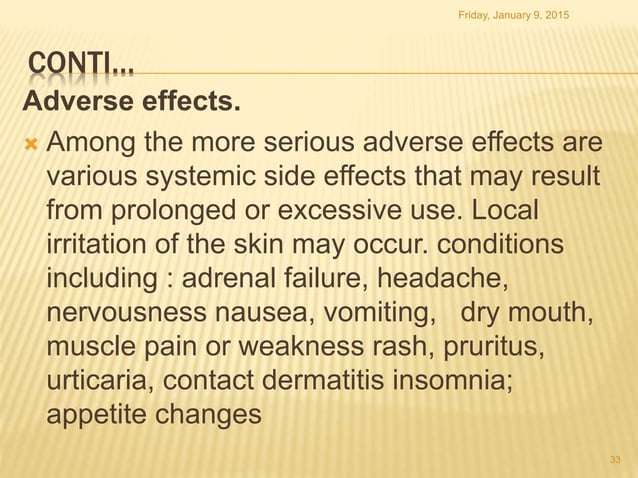 Friday, January 9, 2015
CONTI…
Adverse effects.
Among the more serious adverse effects are
various systemic side effects that may result
from prolonged or excessive use. Local
irritation of the skin may occur. conditions
including : adrenal failure, headache,
nervousness nausea, vomiting,   dry mouth,
muscle pain or weakness rash, pruritus,
urticaria, contact dermatitis insomnia;
appetite changes
33